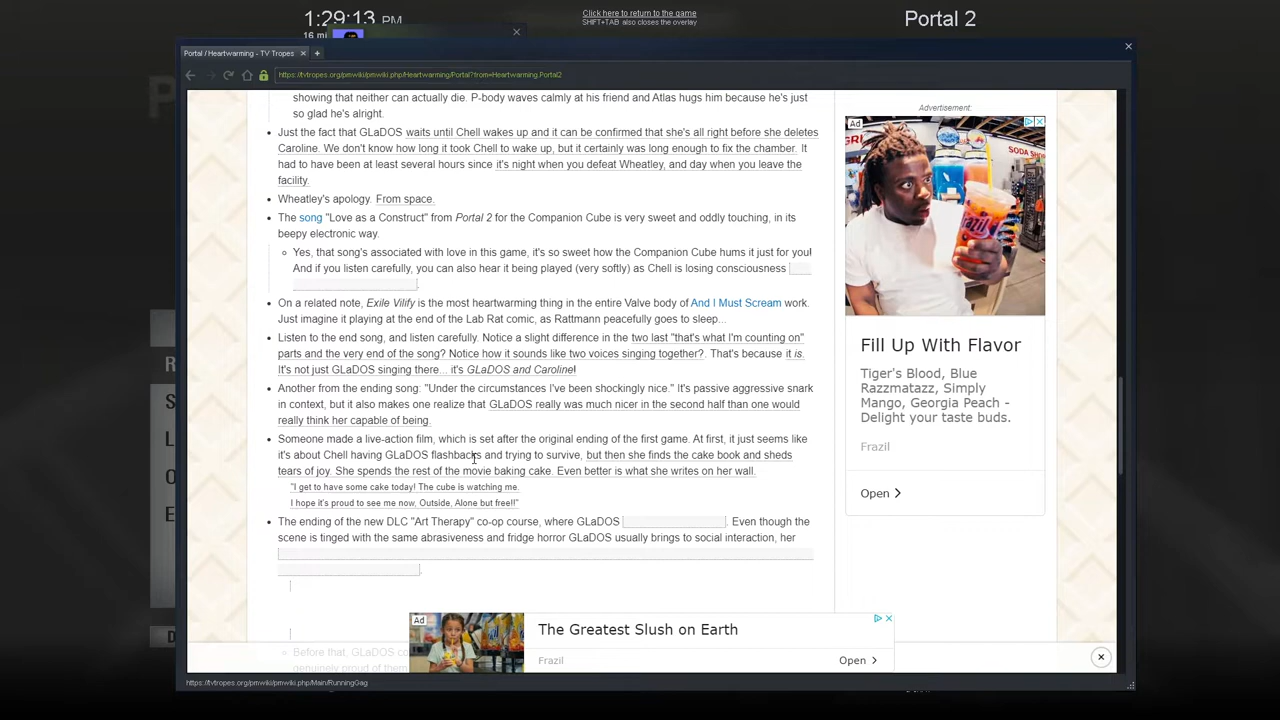 1:29:13 PM
16 mi
Click here to return to the game
SHIFT+TAB also closes the overlay
Portal 2
Portal / Heartwarming - TV Tropes
https://tvtropes.org/pmwiki/pmwiki.php/Heartwarming/Portal?from=Heartwarming.Portal2
showing that neither can actually die. P-body waves calmly at his friend and Atlas hugs him because he's just
so glad he's alright.
Just the fact that GLaDOS waits until Chell wakes up and it can be confirmed that she's all right before she deletes
Caroline. We don't know how long it took Chell to wake up, but it certainly was long enough to fix the chamber. It
had to have been at least several hours since it's night when you defeat Wheatley, and day when you leave the
facility.
Wheatley's apology. From space.
The song "Love as a Construct" from Portal 2 for the Companion Cube is very sweet and oddly touching, in its
beepy electronic way.
Yes, that song's associated with love in this game, it's so sweet how the Companion Cube hums it just for you!
And if you listen carefully, you can also hear it being played (very softly) as Chell is losing consciousness
.
On a related note, Exile Vilify is the most heartwarming thing in the entire Valve body of And I Must Scream work.
Just imagine it playing at the end of the Lab Rat comic, as Rattmann peacefully goes to sleep...
Listen to the end song, and listen carefully. Notice a slight difference in the two last "that's what I'm counting on"
parts and the very end of the song? Notice how it sounds like two voices singing together?. That's because it is.
It's not just GLaDOS singing there... it's GLaDOS and Caroline!
Another from the ending song: "Under the circumstances I've been shockingly nice." It's passive aggressive snark
in context, but it also makes one realize that GLaDOS really was much nicer in the second half than one would
really think her capable of being.
Someone made a live-action film, which is set after the original ending of the first game. At first, it just seems like
it's about Chell having GLaDOS flashbacks and trying to survive, but then she finds the cake book and sheds
tears of joy. She spends the rest of the movie baking cake. Even better is what she writes on her wall.
"I get to have some cake today! The cube is watching me.
I hope it's proud to see me now, Outside, Alone but free!!"
The ending of the new DLC "Art Therapy" co-op course, where GLaDOS . Even though the
scene is tinged with the same abrasiveness and fridge horror GLaDOS usually brings to social interaction, her
.
Before that, GLaDOS co
genuinely proud of them
Advertisement:
Ad
SODA SHO
Frazil
Fill Up With Flavor
Tiger's Blood, Blue
Razzmatazz, Simply
Mango, Georgia Peach -
Delight your taste buds.
Frazil
Open
Ad
The Greatest Slush on Earth
Frazil
Open
https://tvtropes.org/pmwiki/pmwiki.php/Main/RunningGag